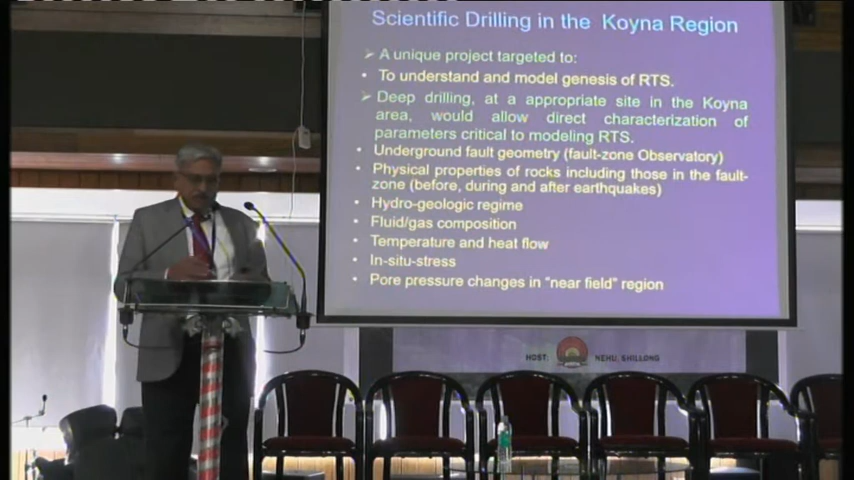 Scientific Drilling in the Koyna Region
➢ A unique project targeted to:
• To understand and model genesis of RTS.
➢ Deep drilling, at a appropriate site in the Koyna
area, would allow direct characterization of
parameters critical to modeling RTS.
• Underground fault geometry (fault-zone Observatory)
• Physical properties of rocks including those in the fault-
zone (before, during and after earthquakes)
• Hydro-geologic regime
• Fluid/gas composition
• Temperature and heat flow
• In-situ-stress
• Pore pressure changes in "near field" region
HOST: NEHU, SHILLONG